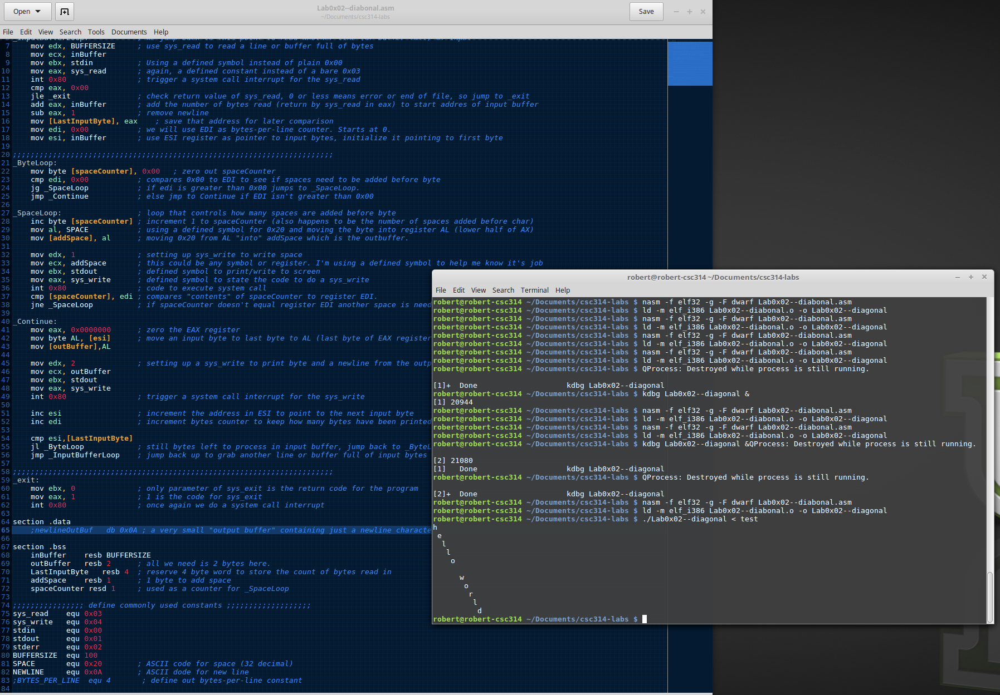 Open
Lab0x02--diabonal.asm
~/Documents/csc314-labs
Save
File Edit View Search Tools Documents Help
7 mov edx, BUFFERSIZE ; use sys_read to read a line or buffer full of bytes
8 mov ecx, inBuffer
9 mov ebx, stdin ; Using a defined symbol instead of plain 0x00
10 mov eax, sys_read ; again, a defined constant instead of a bare 0x03
11 int 0x80 ; trigger a system call interrupt for the sys_read
12 cmp eax, 0x00
13 jle _exit ; check return value of sys_read, 0 or less means error or end of file, so jump to _exit
14 add eax, inBuffer ; add the number of bytes read (return by sys_read in eax) to start addres of input buffer
15 sub eax, 1 ; remove newline
16 mov [LastInputByte], eax ; save that address for later comparison
17 mov edi, 0x00 ; we will use EDI as bytes-per-line counter. Starts at 0.
18 mov esi, inBuffer ; use ESI register as pointer to input bytes, initialize it pointing to first byte
19
20 ;;;;;;;;;;;;;;;;;;;;;;;;;;;;;;;;;;;;;;;;;;;;;;;;;;;;;;;;;;;;;;;;;;;;;;;;
21 _ByteLoop:
22 mov byte [spaceCounter], 0x00 ; zero out spaceCounter
23 cmp edi, 0x00 ; compares 0x00 to EDI to see if spaces need to be added before byte
24 jg _SpaceLoop ; if edi is greater than 0x00 jumps to _SpaceLoop.
25 jmp _Continue ; else jmp to Continue if EDI isn't greater than 0x00
26
27 _SpaceLoop: ; loop that controls how many spaces are added before byte
28 inc byte [spaceCounter] ; increment 1 to spaceCounter (also happens to be the number of spaces added before char)
29 mov al, SPACE ; using a defined symbol for 0x20 and moving the byte into register AL (lower half of AX)
30 mov [addSpace], al ; moving 0x20 from AL "into" addSpace which is the outbuffer.
31
32 mov edx, 1 ; setting up sys_write to write space
33 mov ecx, addSpace ; this could be any symbol or register. I'm using a defined symbol to help me know it's job
34 mov ebx, stdout ; defined symbol to print/write to screen
35 mov eax, sys_write ; defined symbol to state the code to do a sys_write
36 int 0x80 ; code to execute system call
37 cmp [spaceCounter], edi ; compares "contents" of spaceCounter to register EDI.
38 jne _SpaceLoop ; if spaceCounter doesn't equal register EDI another space is need
39
40 _Continue:
41 mov eax, 0x0000000 ; zero the EAX register
42 mov byte AL, [esi] ; move an input byte to last byte to AL (last byte of EAX register
43 mov [outBuffer],AL
44
45 mov edx, 2 ; setting up a sys_write to print byte and a newline from the outp
46 mov ecx, outBuffer
47 mov ebx, stdout
48 mov eax, sys_write
49 int 0x80 ; trigger a system call interrupt for the sys_write
50
51 inc esi ; increment the address in ESI to point to the next input byte
52 inc edi ; increment bytes counter to keep how many bytes have been printed
53
54 cmp esi,[LastInputByte]
55 jl _ByteLoop ; still bytes left to process in input buffer, jump back to _ByteL
56 jmp _InputBufferLoop ; jump back up to grab another line or buffer full of input bytes
57
58 ;;;;;;;;;;;;;;;;;;;;;;;;;;;;;;;;;;;;;;;;;;;;;;;;;;;;;;;;;;;;;;;;;;;;;;;;
59 _exit:
60 mov ebx, 0 ; only parameter of sys_exit is the return code for the program
61 mov eax, 1 ; 1 is the code for sys_exit
62 int 0x80 ; once again we do a system call interrupt
63
64 section .data
65 ;newlineOutBuf db 0x0A ; a very small "output buffer" containing just a newline characte
66
67 section .bss
68 inBuffer resb BUFFERSIZE
69 outBuffer resb 2 ; all we need is 2 bytes here.
70 LastInputByte resb 4 ; reserve 4 byte word to store the count of bytes read in
71 addSpace resb 1 ; 1 byte to add space
72 spaceCounter resd 1 ; used as a counter for _SpaceLoop
73
74 ;;;;;;;;;;;;;;;; define commonly used constants ;;;;;;;;;;;;;;;;;;;
75 sys_read equ 0x03
76 sys_write equ 0x04
77 stdin equ 0x00
78 stdout equ 0x01
79 stderr equ 0x02
80 BUFFERSIZE equ 100
81 SPACE equ 0x20 ; ASCII code for space (32 decimal)
82 NEWLINE equ 0x0A ; ASCII dode for new line
83 ;BYTES_PER_LINE equ 4 ; define out bytes-per-line constant
84
robert@robert-csc314 ~/Documents/csc314-labs
File Edit View Search Terminal Help
robert@robert-csc314 ~/Documents/csc314-labs $ nasm -f elf32 -g -F dwarf Lab0x02--diabonal.asm
robert@robert-csc314 ~/Documents/csc314-labs $ ld -m elf_i386 Lab0x02--diabonal.o -o Lab0x02--diagonal
robert@robert-csc314 ~/Documents/csc314-labs $ nasm -f elf32 -g -F dwarf Lab0x02--diabonal.asm
robert@robert-csc314 ~/Documents/csc314-labs $ ld -m elf_i386 Lab0x02--diabonal.o -o Lab0x02--diagonal
robert@robert-csc314 ~/Documents/csc314-labs $ nasm -f elf32 -g -F dwarf Lab0x02--diabonal.asm
robert@robert-csc314 ~/Documents/csc314-labs $ ld -m elf_i386 Lab0x02--diabonal.o -o Lab0x02--diagonal
robert@robert-csc314 ~/Documents/csc314-labs $ nasm -f elf32 -g -F dwarf Lab0x02--diabonal.asm
robert@robert-csc314 ~/Documents/csc314-labs $ ld -m elf_i386 Lab0x02--diabonal.o -o Lab0x02--diagonal
robert@robert-csc314 ~/Documents/csc314-labs $ QProcess: Destroyed while process is still running.
[1]+ Done kdbg Lab0x02--diagonal
robert@robert-csc314 ~/Documents/csc314-labs $ kdbg Lab0x02--diagonal &
[1] 20944
robert@robert-csc314 ~/Documents/csc314-labs $ nasm -f elf32 -g -F dwarf Lab0x02--diabonal.asm
robert@robert-csc314 ~/Documents/csc314-labs $ ld -m elf_i386 Lab0x02--diabonal.o -o Lab0x02--diagonal
robert@robert-csc314 ~/Documents/csc314-labs $ nasm -f elf32 -g -F dwarf Lab0x02--diabonal.asm
robert@robert-csc314 ~/Documents/csc314-labs $ ld -m elf_i386 Lab0x02--diabonal.o -o Lab0x02--diagonal
robert@robert-csc314 ~/Documents/csc314-labs $ kdbg Lab0x02--diagonal &QProcess: Destroyed while process is still running.
[2] 21080
[1] Done kdbg Lab0x02--diagonal
robert@robert-csc314 ~/Documents/csc314-labs $ QProcess: Destroyed while process is still running.
[2]+ Done kdbg Lab0x02--diagonal
robert@robert-csc314 ~/Documents/csc314-labs $ nasm -f elf32 -g -F dwarf Lab0x02--diabonal.asm
robert@robert-csc314 ~/Documents/csc314-labs $ ld -m elf_i386 Lab0x02--diabonal.o -o Lab0x02--diagonal
robert@robert-csc314 ~/Documents/csc314-labs $ ./Lab0x02--diagonal < test
h
e
l
l
o
w
o
r
l
d
robert@robert-csc314 ~/Documents/csc314-labs $